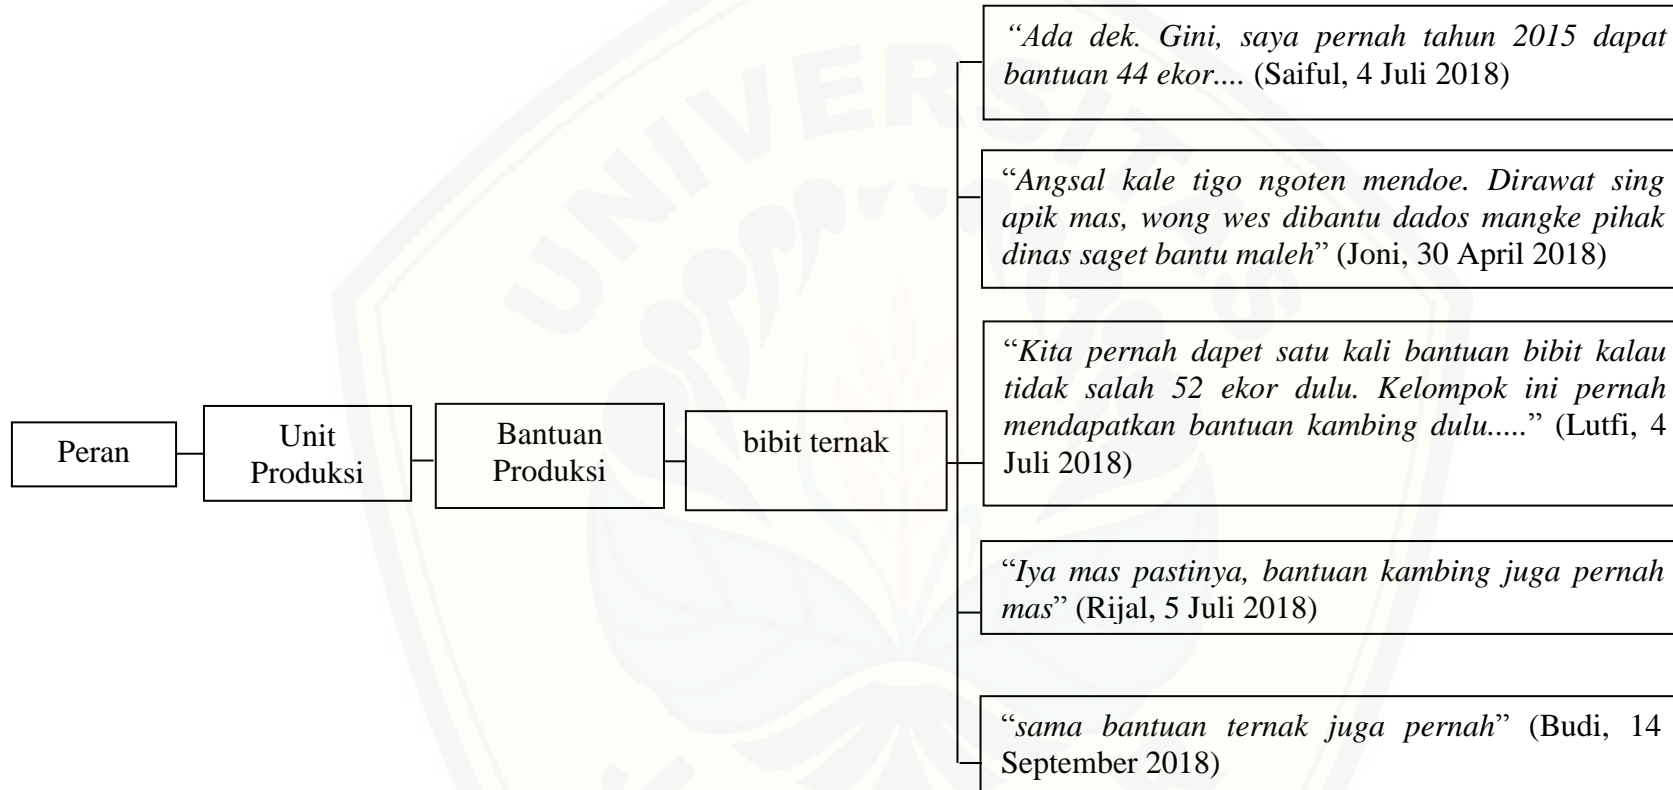 “Ada dek. Gini, saya pernah tahun 2015 dapat
bantuan 44 ekor.... (Saiful, 4 Juli 2018)
“Angsal kale tigo ngoten mendoe. Dirawat sing
apik mas, wong wes dibantu dados mangke pihak
dinas saget bantu maleh” (Joni, 30 April 2018)
“Kita pernah dapet satu kali bantuan bibit kalau
tidak salah 52 ekor dulu. Kelompok ini pernah
mendapatkan bantuan kambing dulu.....” (Lutfi, 4
Juli 2018)
Peran
Unit
Produksi
Bantuan
Produksi
bibit ternak
“Iya mas pastinya, bantuan kambing juga pernah
mas” (Rijal, 5 Juli 2018)
“sama bantuan ternak juga pernah” (Budi, 14
September 2018)
UNIVERSITAS